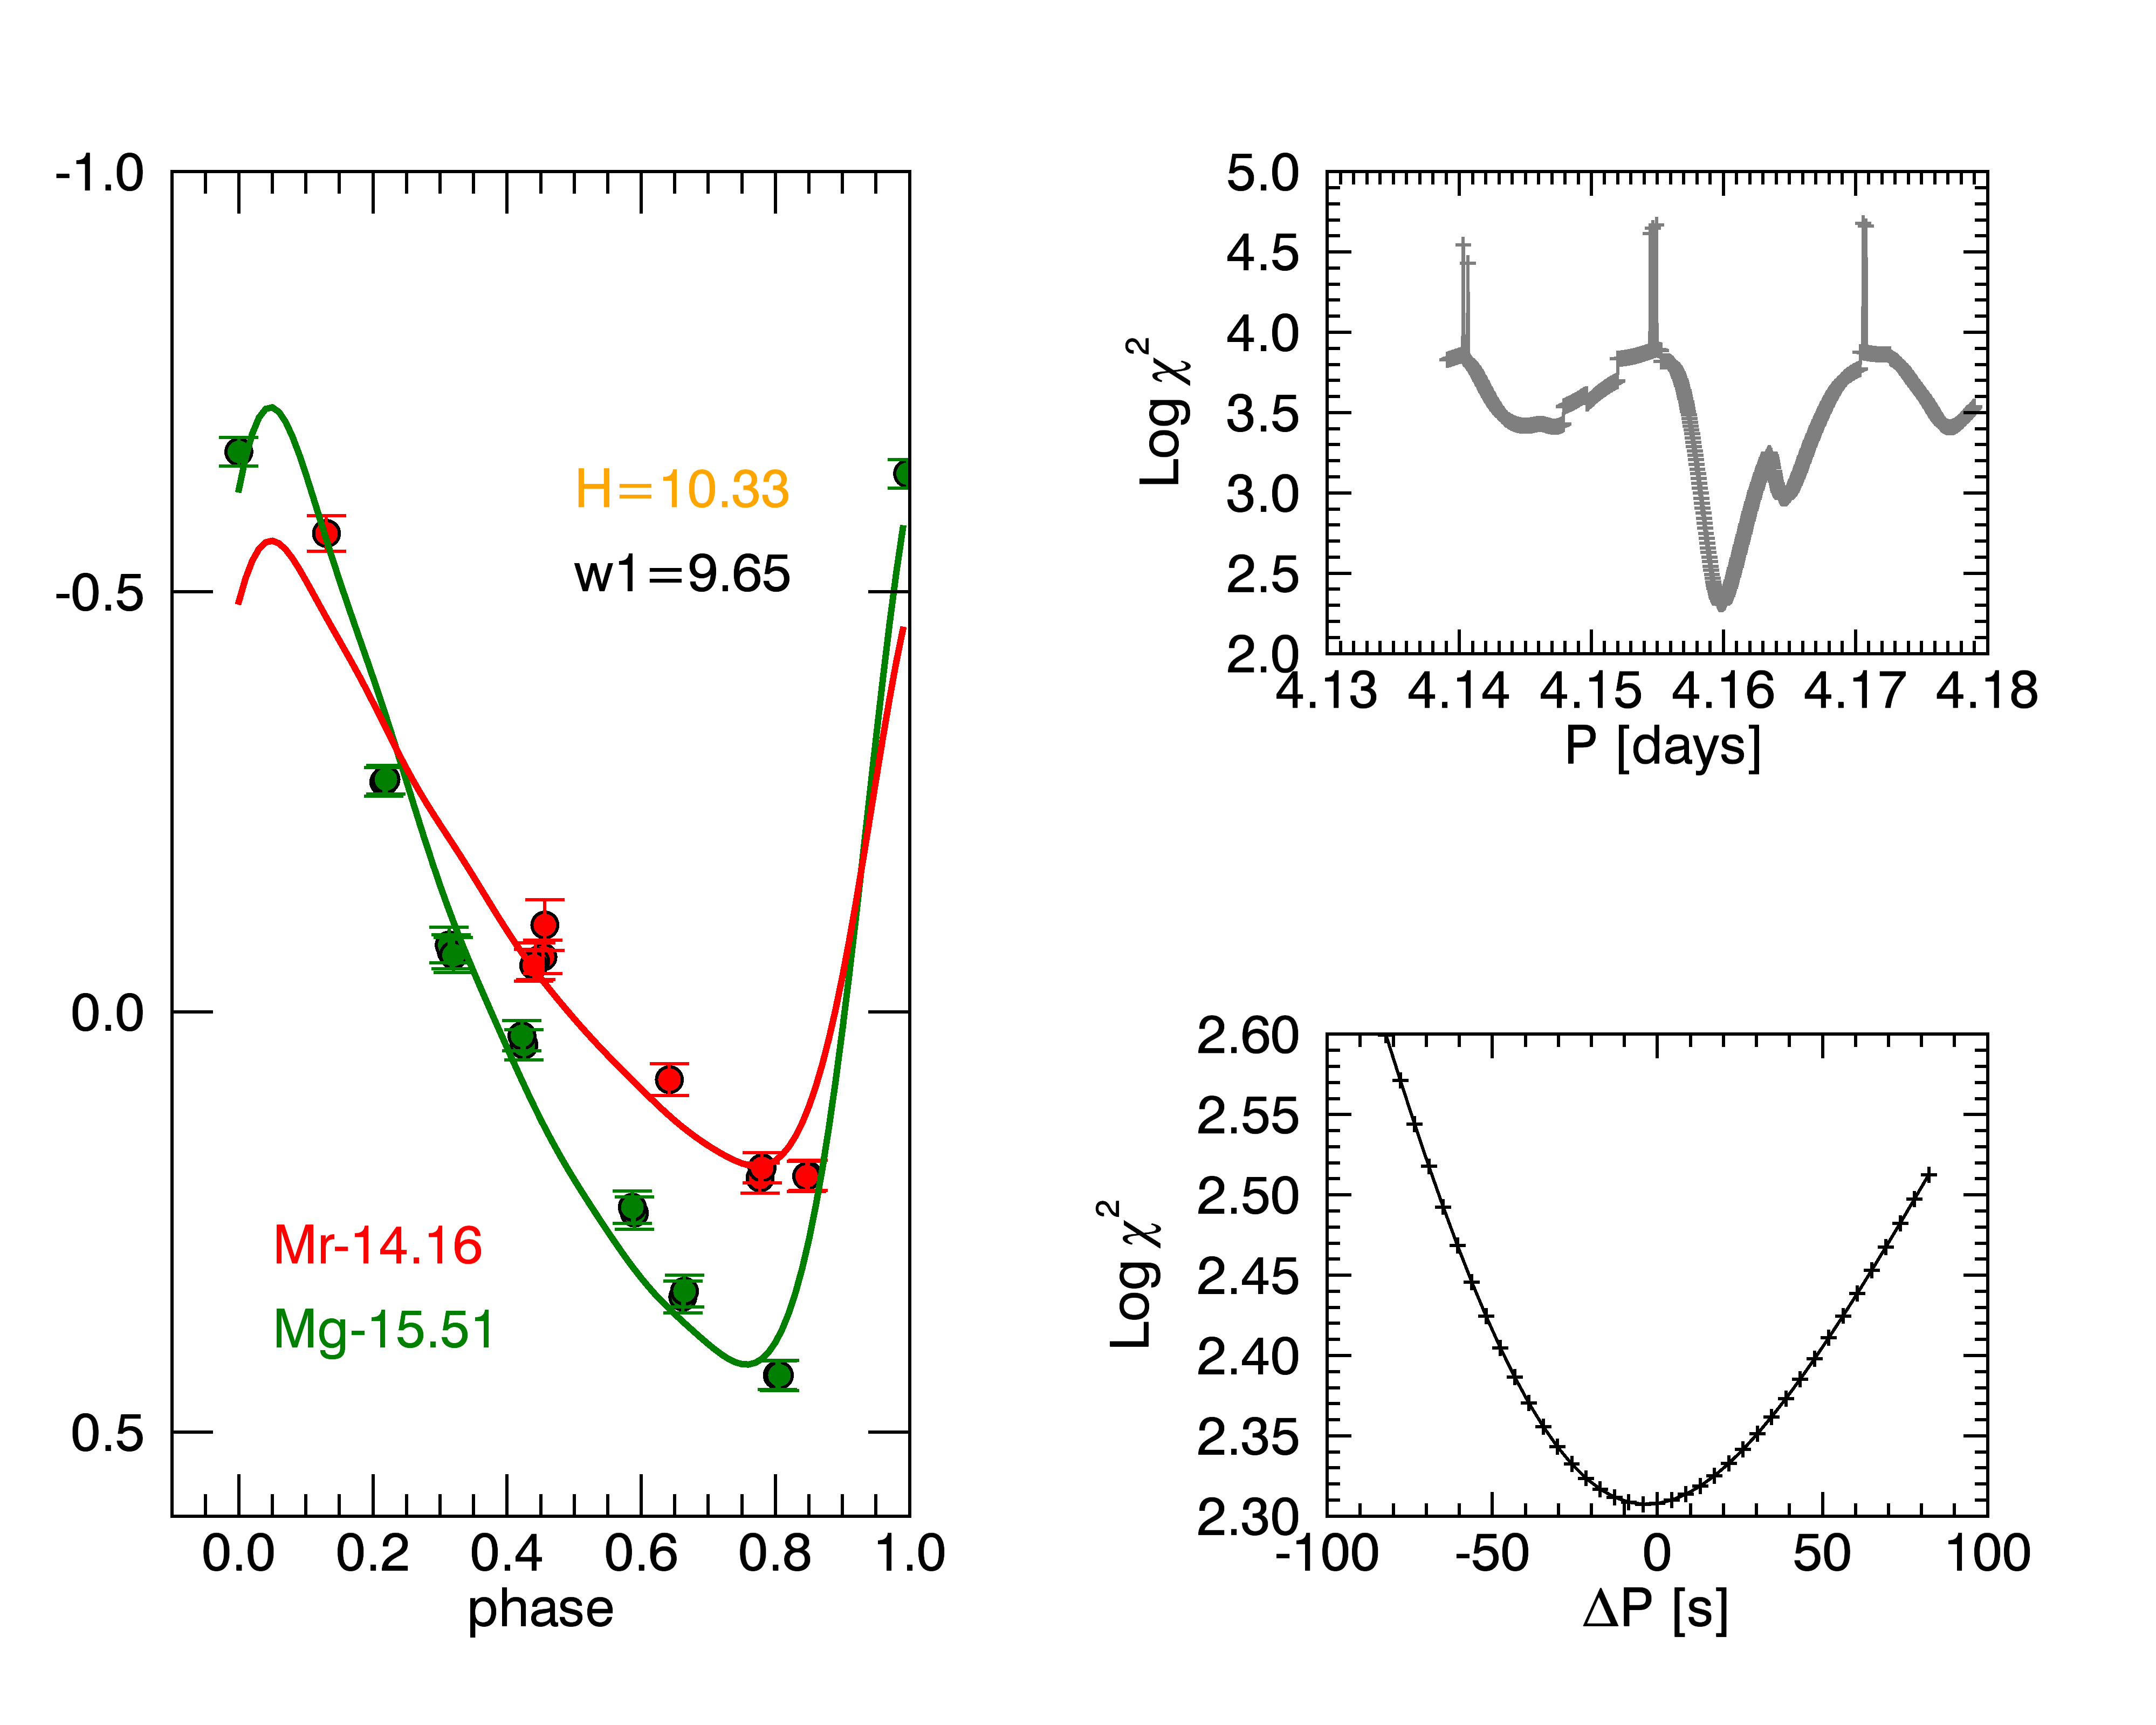 -1.0
-0.5
0.0
0.5
H=10.33
w1=9.65
Mr-14.16
Mg-15.51
0.0 0.2 0.4 0.6 0.8 1.0
phase
5.0
4.5
4.0
3.5
3.0
2.5
2.0
Log χ²
4.13 4.14 4.15 4.16 4.17 4.18
P [days]
2.60
2.55
2.50
2.45
2.40
2.35
2.30
Log χ²
-100 -50 0 50 100
ΔP [s]